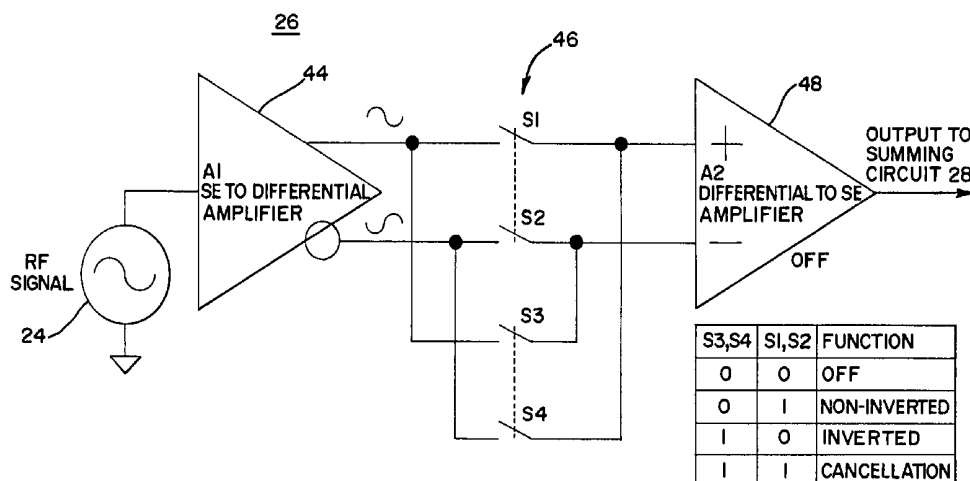 26
44
46
48
S1
A1
SE TO DIFFERENTIAL
AMPLIFIER
+
A2
DIFFERENTIAL TO SE
AMPLIFIER
−
OFF
OUTPUT TO
SUMMING
CIRCUIT 28
S2
RF
SIGNAL
24
S3
S4
S3,S4 S1,S2 FUNCTION
0 0 OFF
0 1 NON-INVERTED
1 0 INVERTED
1 1 CANCELLATION